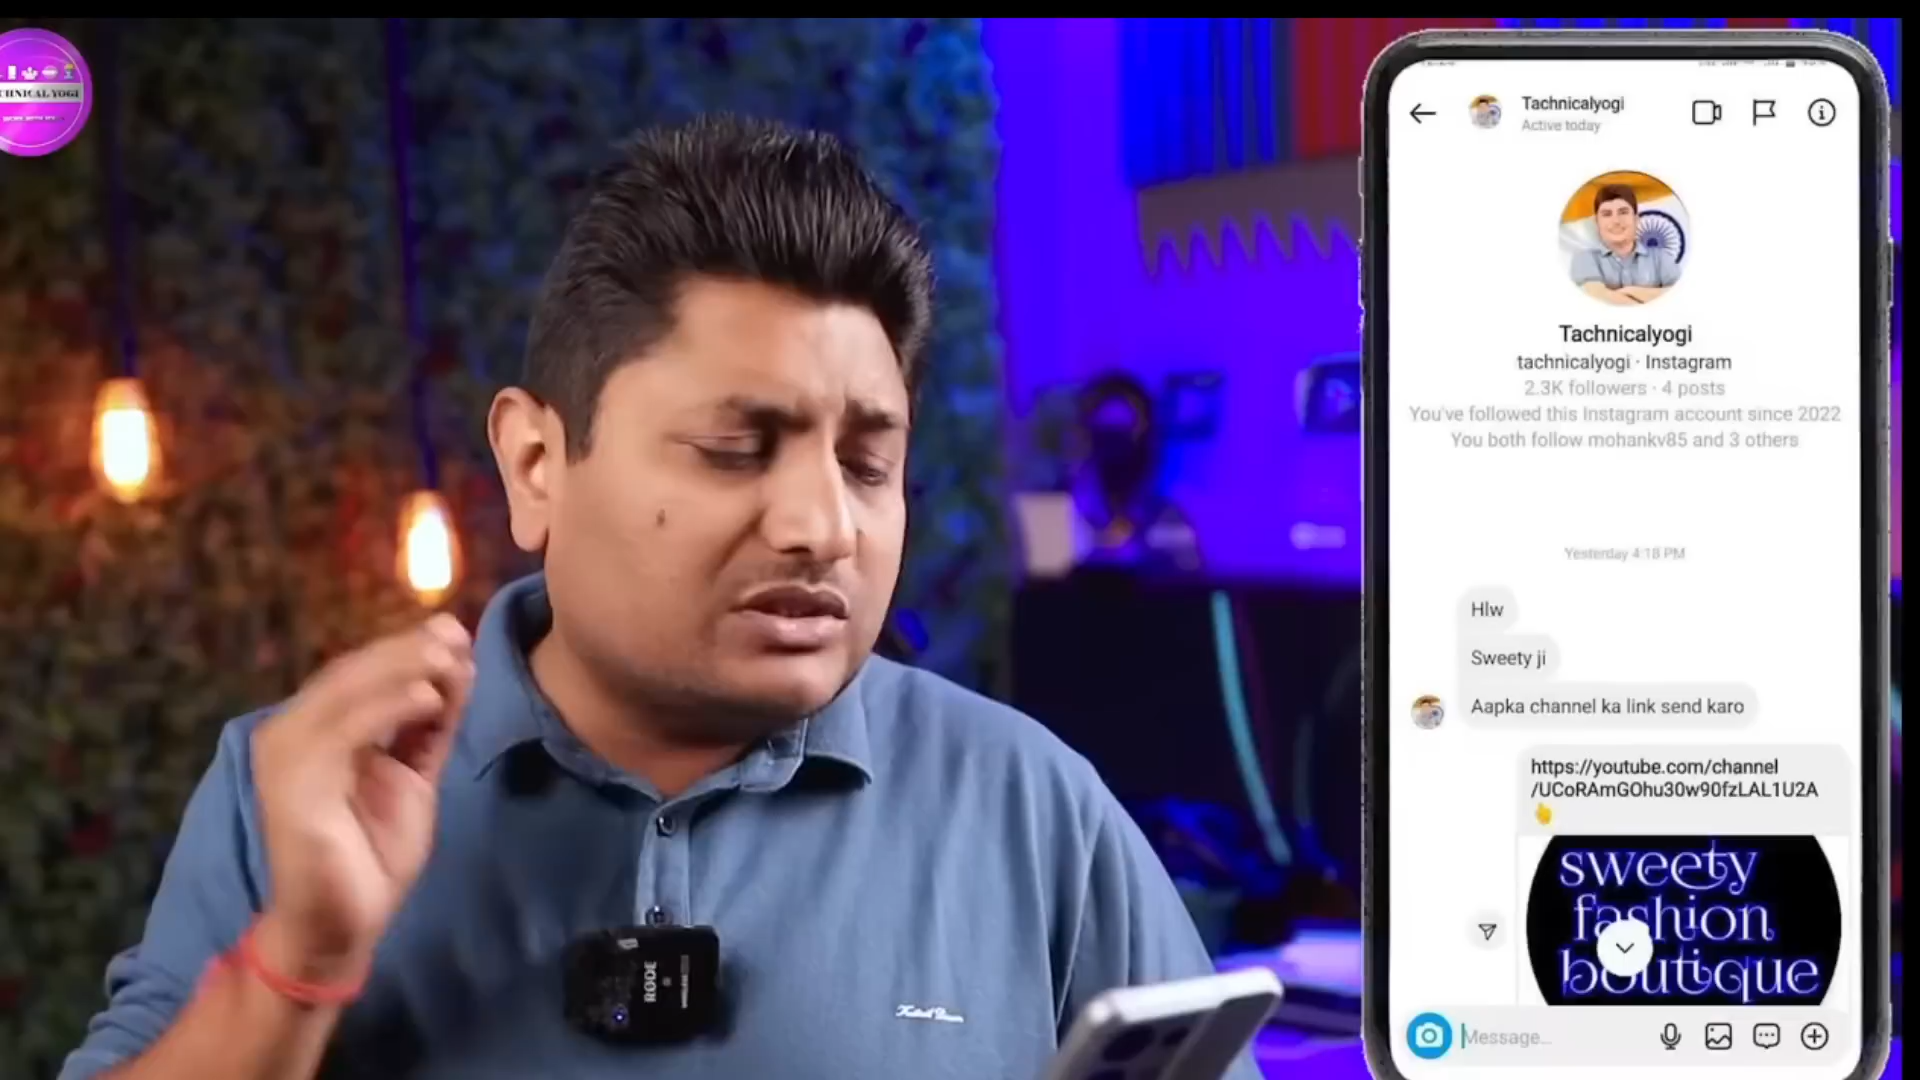 TECHNICAL YOGI
Tachnicalyogi
Active today
Tachnicalyogi
tachnicalyogi · Instagram
2.3K followers · 4 posts
You've followed this Instagram account since 2022
You both follow mohankv85 and 3 others
Yesterday 4:18 PM
Hlw
Sweety ji
Aapka channel ka link send karo
https://youtube.com/channel
/UCoRAmGOhu30w90fzLAL1U2A
sweety
fashion
boutique
Message...
RODE